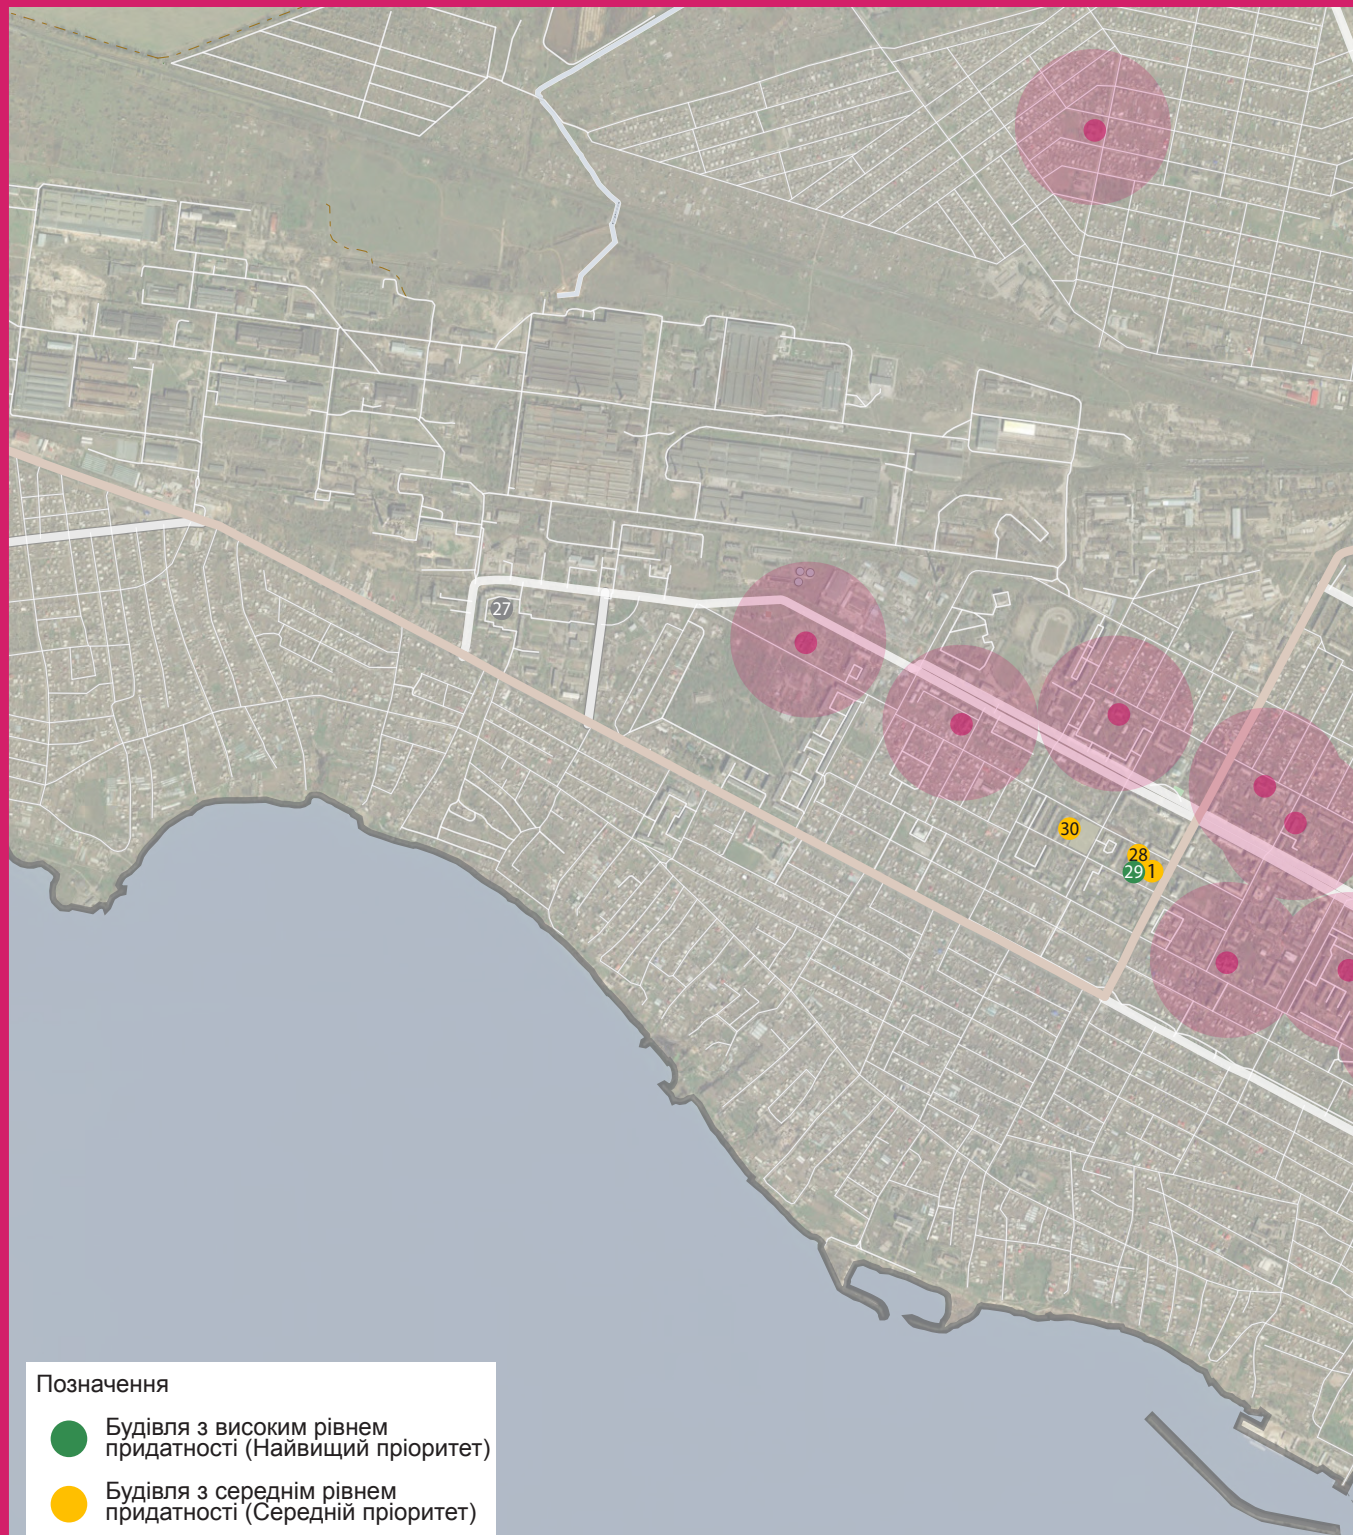 27
30
28
29
1
Позначення
Будівля з високим рівнем
придатності (Найвищий пріоритет)
Будівля з середнім рівнем
придатності (Середній пріоритет)